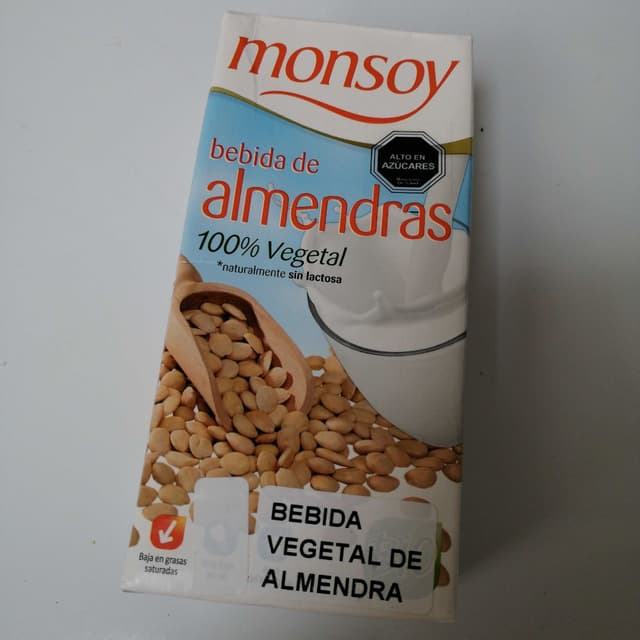 monsoy
ALTO EN
AZÚCARES
bebida de
almendras
100% Vegetal
*naturalmente sin lactosa
BEBIDA
VEGETAL DE
ALMENDRA
Baja en grasas
saturadas